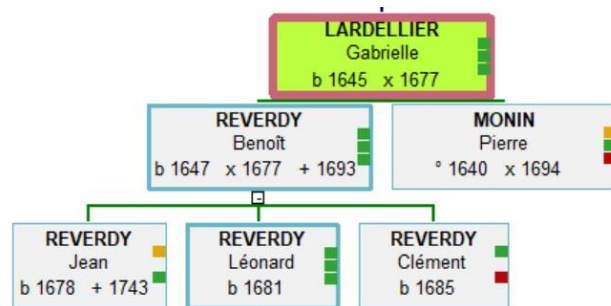 LARDELLIER
Gabrielle
b 1645 x 1677
REVERDY
Benoît
b 1647 x 1677 + 1693
MONIN
Pierre
° 1640 x 1694
REVERDY
Jean
b 1678 + 1743
REVERDY
Léonard
b 1681
REVERDY
Clément
b 1685